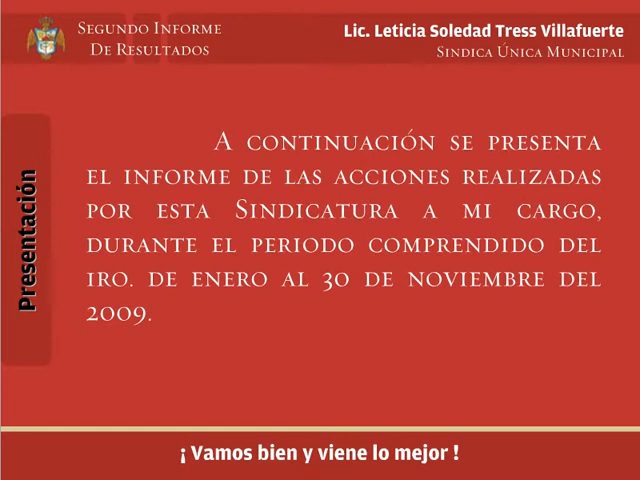 Segundo Informe
De Resultados
Lic. Leticia Soledad Tress Villafuerte
Sindica Única Municipal
Presentación
A continuación se presenta
el informe de las acciones realizadas
por esta Sindicatura a mi cargo,
durante el periodo comprendido del
1ro. de enero al 30 de noviembre del
2009.
¡ Vamos bien y viene lo mejor !